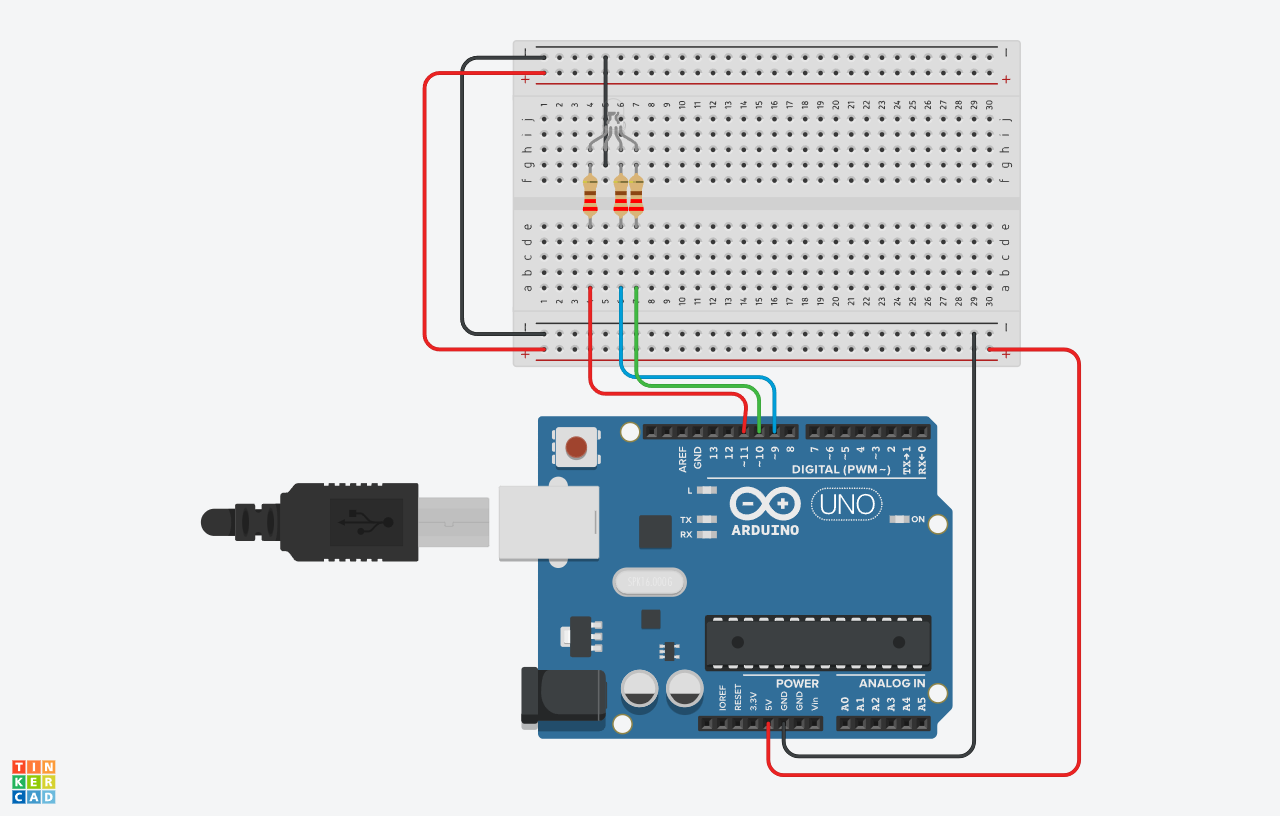 − −
+ +
1 2 3 4 5 6 7 8 9 10 11 12 13 14 15 16 17 18 19 20 21 22 23 24 25 26 27 28 29 30
j j
i i
h h
g g
f f
e e
d d
c c
b b
a a
1 2 3 4 5 6 7 8 9 10 11 12 13 14 15 16 17 18 19 20 21 22 23 24 25 26 27 28 29 30
− −
+ +
AREF GND 13 12 ~11 ~10 ~9 8 7 ~6 ~5 4 ~3 2 TX→1 RX←0
DIGITAL (PWM~)
L
TX
RX
UNO
ARDUINO
ON
POWER ANALOG IN
IOREF RESET 3.3V 5V GND GND Vin A0 A1 A2 A3 A4 A5
TIN
KER
CAD